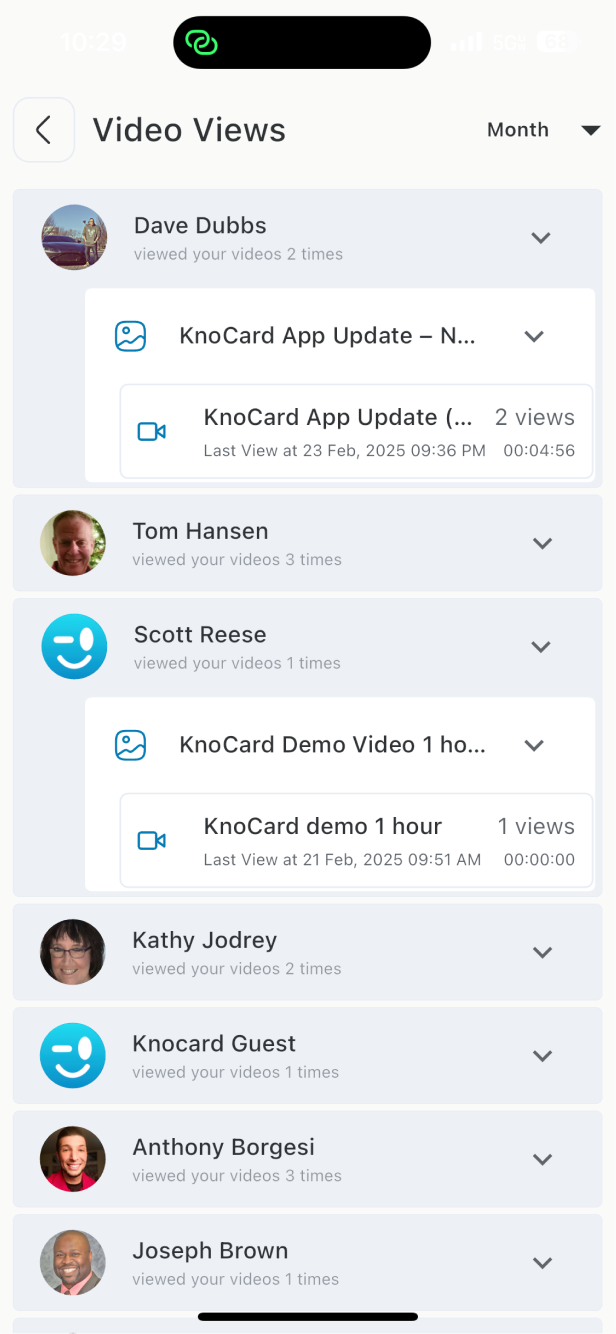 10:29
5G
68
Video Views
Month
Dave Dubbs
viewed your videos 2 times
KnoCard App Update – N...
KnoCard App Update (... 2 views
Last View at 23 Feb, 2025 09:36 PM 00:04:56
Tom Hansen
viewed your videos 3 times
Scott Reese
viewed your videos 1 times
KnoCard Demo Video 1 ho...
KnoCard demo 1 hour 1 views
Last View at 21 Feb, 2025 09:51 AM 00:00:00
Kathy Jodrey
viewed your videos 2 times
Knocard Guest
viewed your videos 1 times
Anthony Borgesi
viewed your videos 3 times
Joseph Brown
viewed your videos 1 times